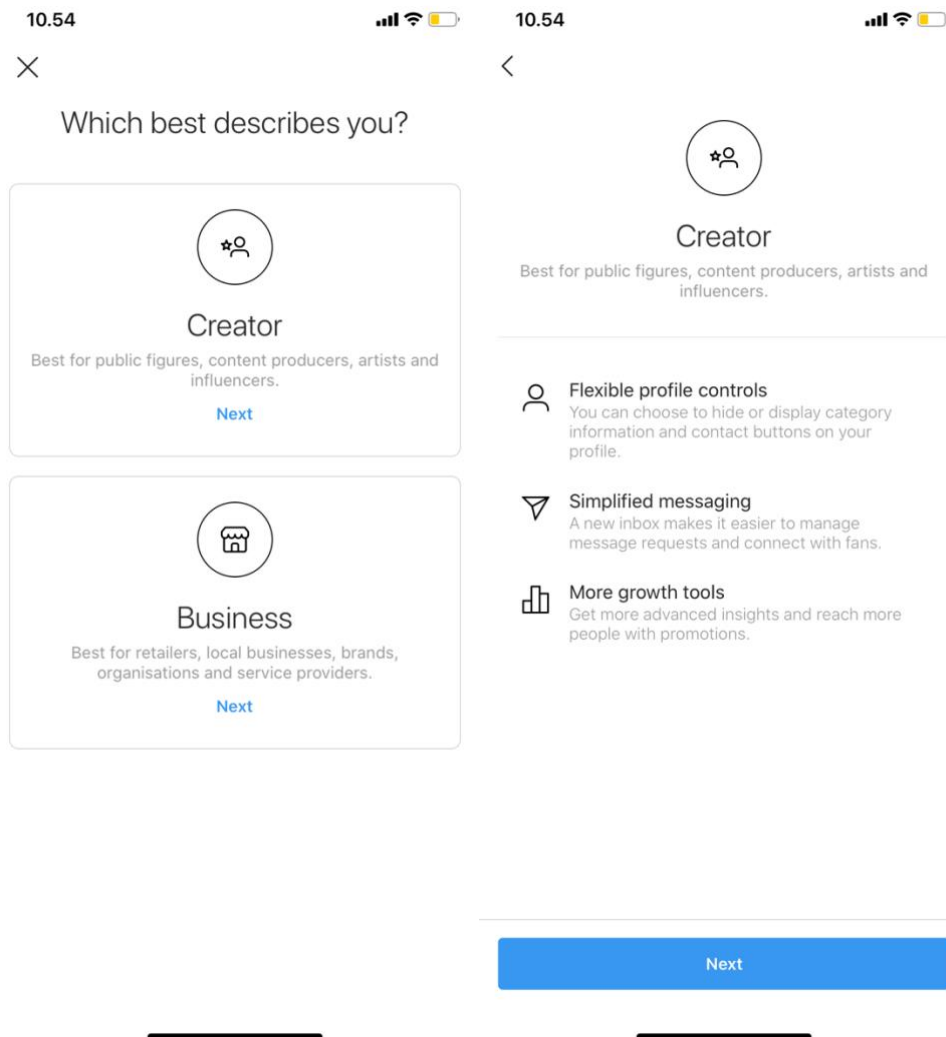 10.54
Which best describes you?
Creator
Best for public figures, content producers, artists and
influencers.
Next
Business
Best for retailers, local businesses, brands,
organisations and service providers.
Next
10.54
Creator
Best for public figures, content producers, artists and
influencers.
Flexible profile controls
You can choose to hide or display category
information and contact buttons on your
profile.
Simplified messaging
A new inbox makes it easier to manage
message requests and connect with fans.
More growth tools
Get more advanced insights and reach more
people with promotions.
Next